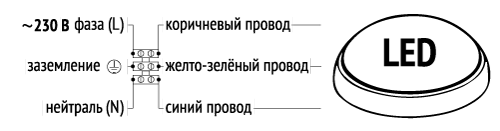 ~230 В фаза (L) коричневый провод
заземление желто-зелёный провод
нейтраль (N) синий провод
LED